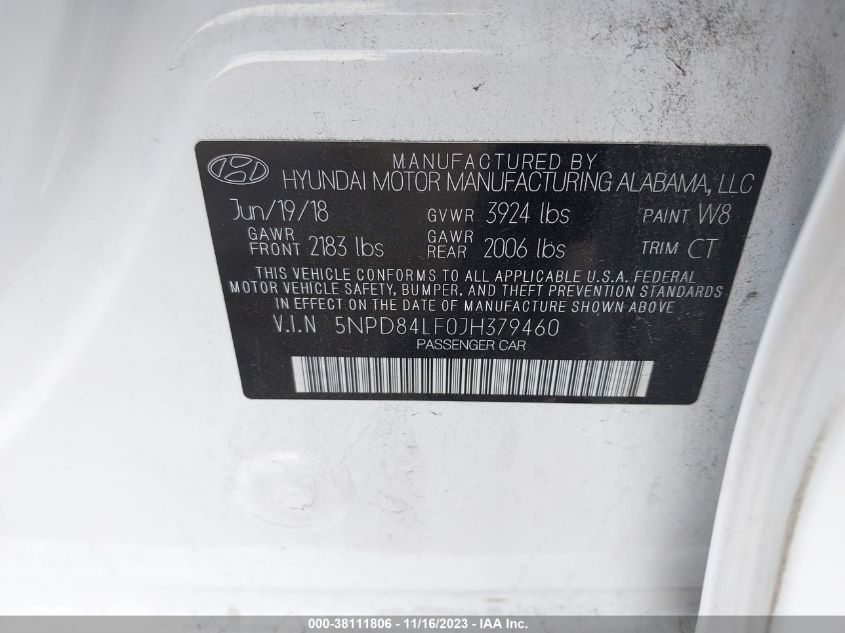 MANUFACTURED BY
HYUNDAI MOTOR MANUFACTURING ALABAMA, LLC
Jun/19/18 GVWR 3924 lbs PAINT W8
GAWR FRONT 2183 lbs GAWR REAR 2006 lbs TRIM CT
THIS VEHICLE CONFORMS TO ALL APPLICABLE U.S.A. FEDERAL
MOTOR VEHICLE SAFETY, BUMPER, AND THEFT PREVENTION STANDARDS
IN EFFECT ON THE DATE OF MANUFACTURE SHOWN ABOVE
V.I.N 5NPD84LF0JH379460
PASSENGER CAR
000-38111806 - 11/16/2023 - IAA Inc.